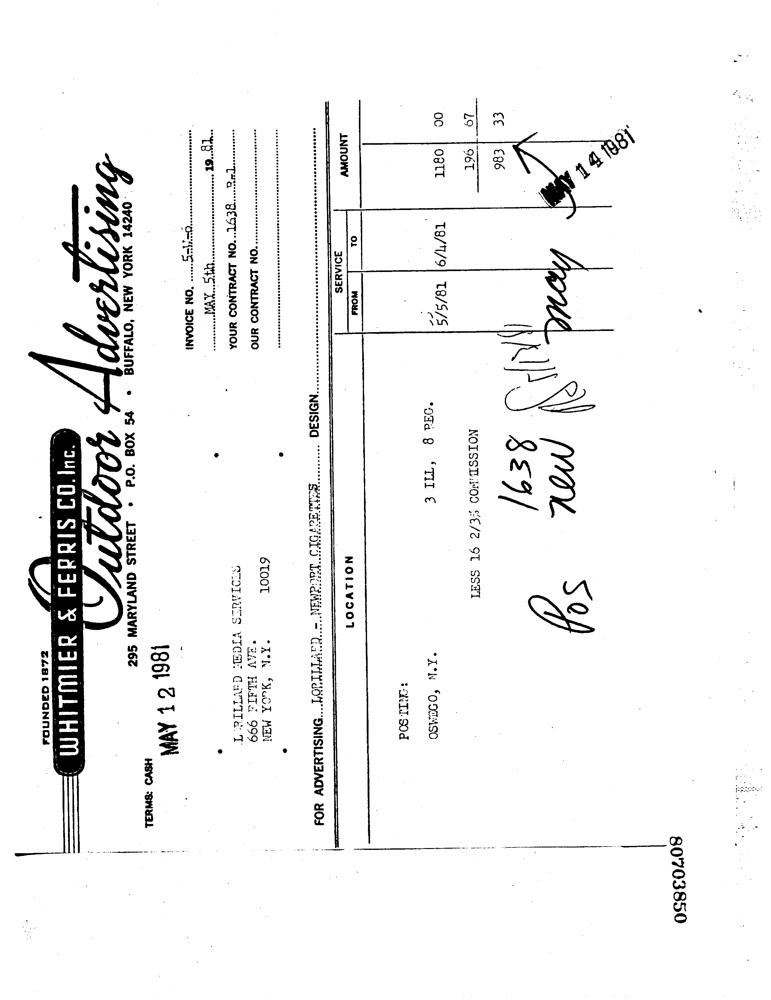 FOUNDED 1872
WHITMIER & FERRIS CO. Inc.
Outdoor Advertising
295 MARYLAND STREET • P.O. BOX 54 • BUFFALO, NEW YORK 14240
TERMS: CASH
MAY 12 1981
INVOICE NO.
MAY 5th 19 81
YOUR CONTRACT NO. 1638
OUR CONTRACT NO.
LORILLARD MEDIA SERVICES
666 FIFTH AVE.
NEW YORK, N.Y. 10019
FOR ADVERTISING LORILLARD - NEWPORT CIGARETTES DESIGN
LOCATION SERVICE AMOUNT
FROM TO
POSTING:
OSWEGO, N.Y. 3 ILL, 8 REG. 5/5/81 6/4/81 1180 00
LESS 16 2/3% COMMISSION 196 67
983 33
1638
Pos new may
MAY 14 1981
80703850